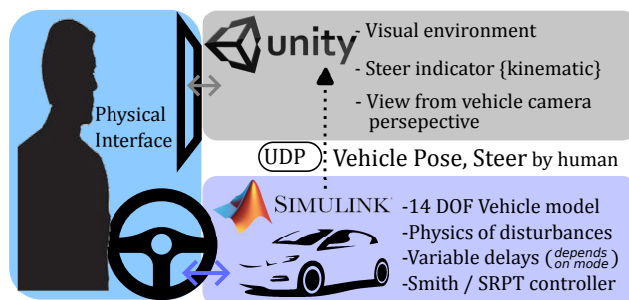 unity
- Visual environment
- Steer indicator {kinematic}
- View from vehicle camera
persepective
Physical
Interface
UDP Vehicle Pose, Steer by human
SIMULINK
-14 DOF Vehicle model
-Physics of disturbances
-Variable delays (depends on mode)
-Smith / SRPT controller